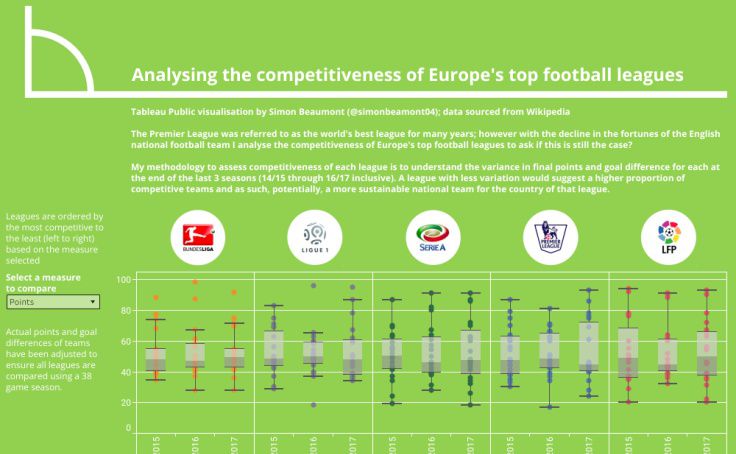 Analysing the competitiveness of Europe's top football leagues
Tableau Public visualisation by Simon Beaumont (@simonbeamont04); data sourced from Wikipedia
The Premier League was referred to as the world's best league for many years; however with the decline in the fortunes of the English
national football team I analyse the competitiveness of Europe's top football leagues to ask if this is still the case?
My methodology to assess competitiveness of each league is to understand the variance in final points and goal difference for each at
the end of the last 3 seasons (14/15 through 16/17 inclusive). A league with less variation would suggest a higher proportion of
competitive teams and as such, potentially, a more sustainable national team for the country of that league.
Leagues are ordered by
the most competitive to
the least (left to right)
based on the measure
selected
Select a measure
to compare
Points
Actual points and goal
differences of teams
have been adjusted to
ensure all leagues are
compared using a 38
game season.
BUNDESLIGA
LIGUE 1
SERIE A
PREMIER
LEAGUE
LFP
100
80
60
40
20
0
2015
2016
2017
2015
2016
2017
2015
2016
2017
2015
2016
2017
2015
2016
2017